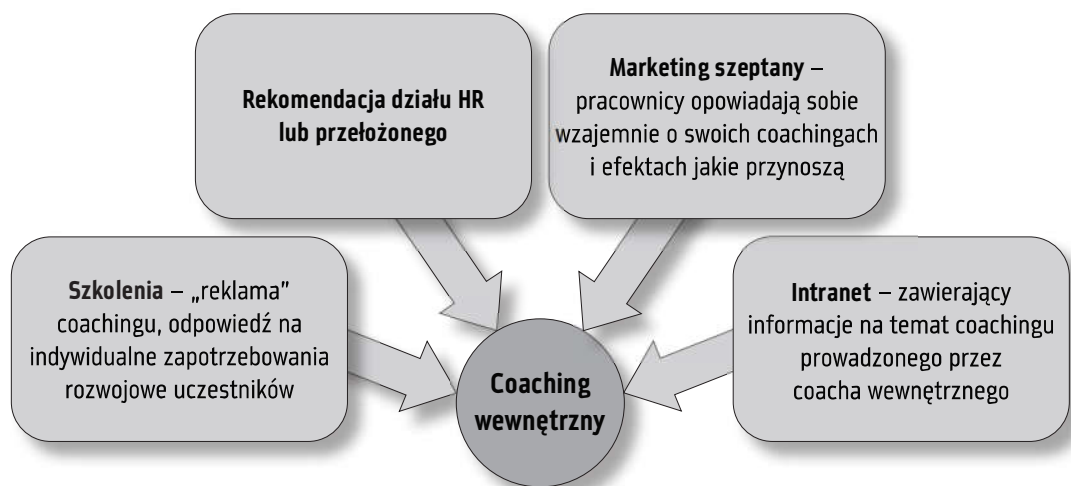 Rekomendacja działu HR
lub przełożonego
Marketing szeptany –
pracownicy opowiadają sobie
wzajemnie o swoich coachingach
i efektach jakie przynoszą
Szkolenia – „reklama”
coachingu, odpowiedź na
indywidualne zapotrzebowania
rozwojowe uczestników
Intranet – zawierający
informacje na temat coachingu
prowadzonego przez
coacha wewnętrznego
Coaching
wewnętrzny